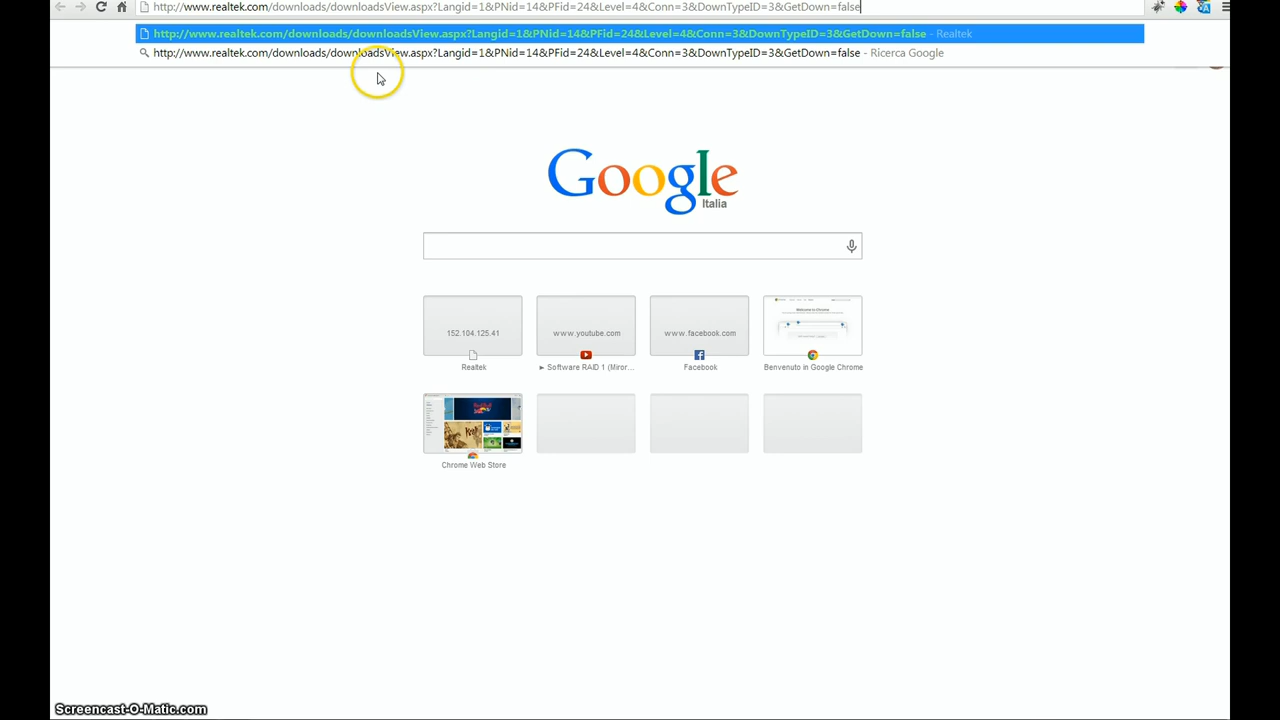 http://www.realtek.com/downloads/downloadsView.aspx?Langid=1&PNid=14&PFid=24&Level=4&Conn=3&DownTypeID=3&GetDown=false
http://www.realtek.com/downloads/downloadsView.aspx?Langid=1&PNid=14&PFid=24&Level=4&Conn=3&DownTypeID=3&GetDown=false - Realtek
http://www.realtek.com/downloads/downloadsView.aspx?Langid=1&PNid=14&PFid=24&Level=4&Conn=3&DownTypeID=3&GetDown=false - Ricerca Google
Google
Italia
152.104.125.41
www.youtube.com
www.facebook.com
Realtek
► Software RAID 1 (Miror...
Facebook
Benvenuto in Google Chrome
Chrome Web Store
Screencast-O-Matic.com